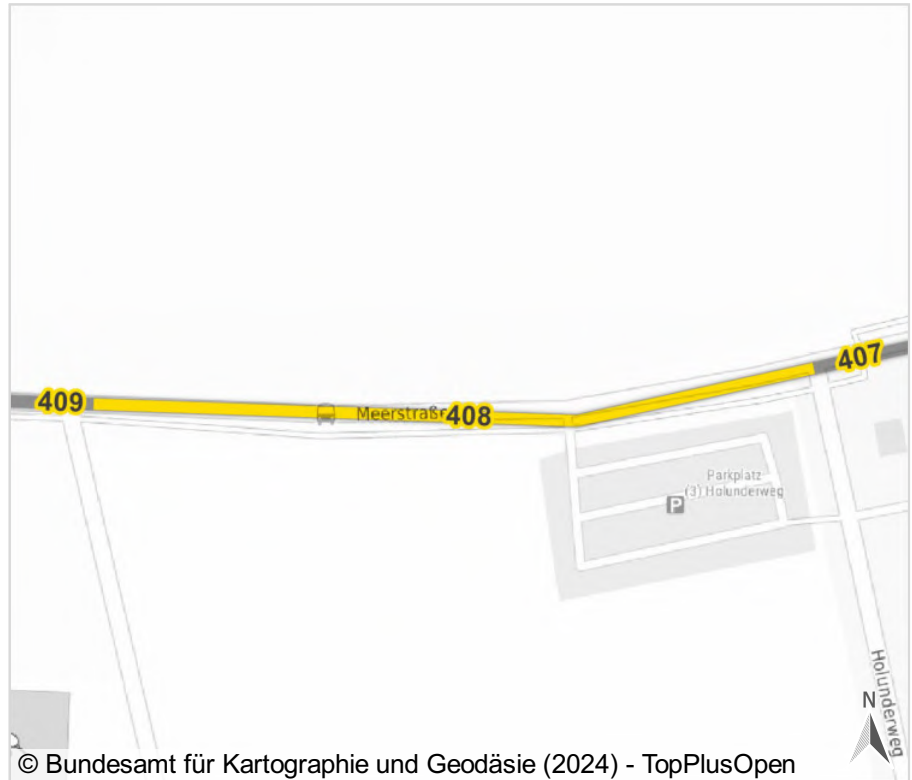 407
409
Meerstraße
408
Parkplatz
(3) Holunderweg
P
Holunderweg
N
© Bundesamt für Kartographie und Geodäsie (2024) - TopPlusOpen